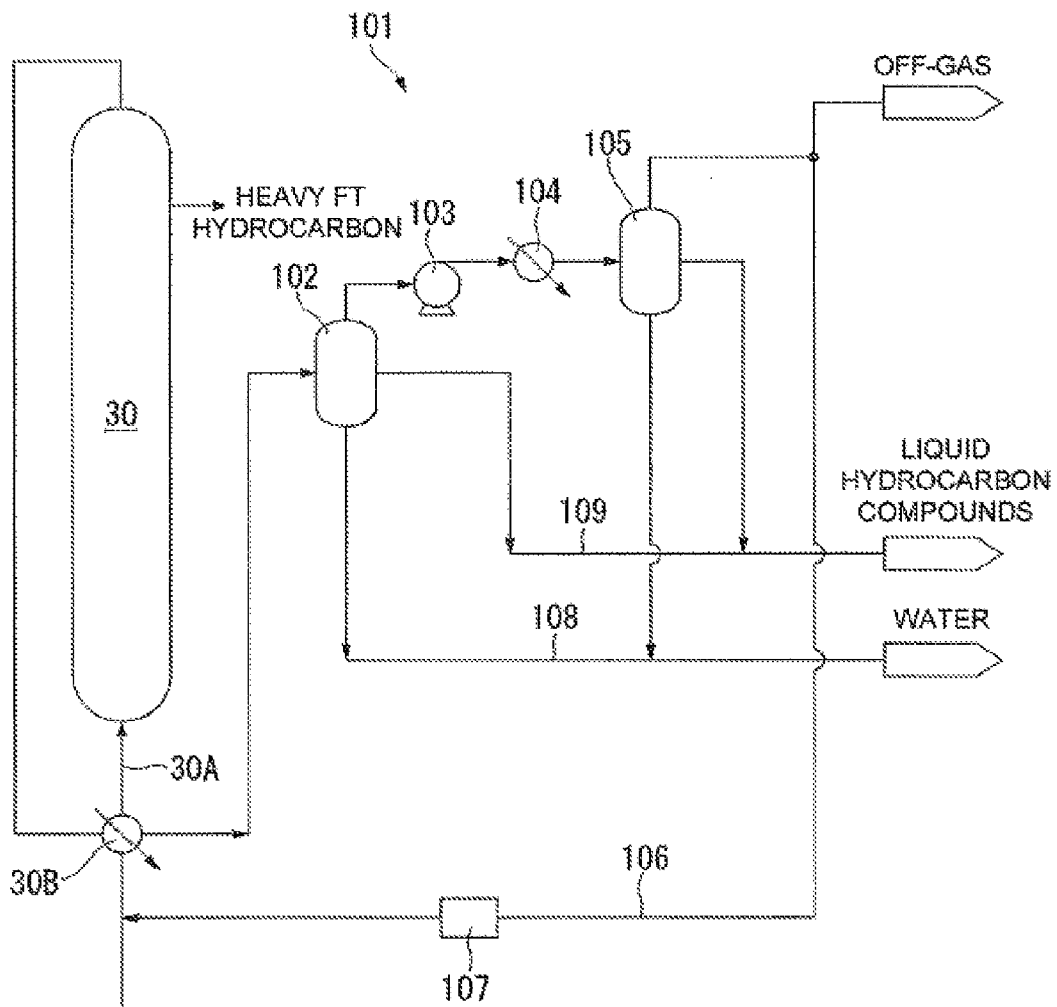 101
OFF-GAS
105
104
HEAVY FT
HYDROCARBON
103
102
30
LIQUID
HYDROCARBON
COMPOUNDS
109
WATER
108
30A
30B
106
107